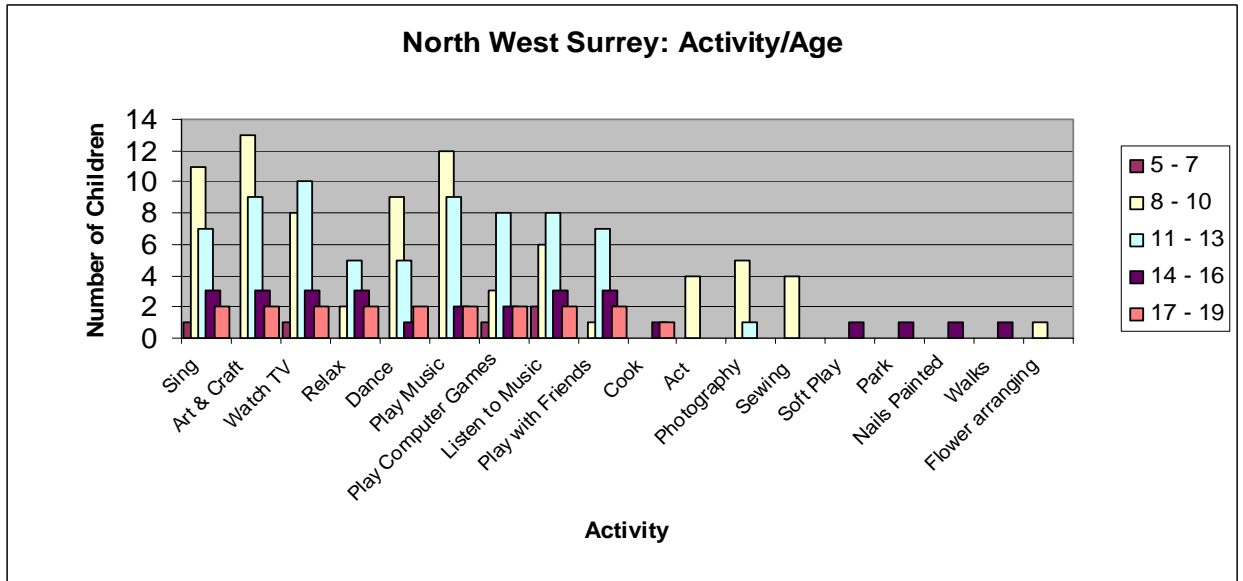 North West Surrey: Activity/Age
Number of Children
14
12
10
8
6
4
2
0
Sing
Art & Craft
Watch TV
Relax
Dance
Play Music
Play Computer Games
Listen to Music
Play with Friends
Cook
Act
Photography
Sewing
Soft Play
Park
Nails Painted
Walks
Flower arranging
Activity
5 - 7
8 - 10
11 - 13
14 - 16
17 - 19